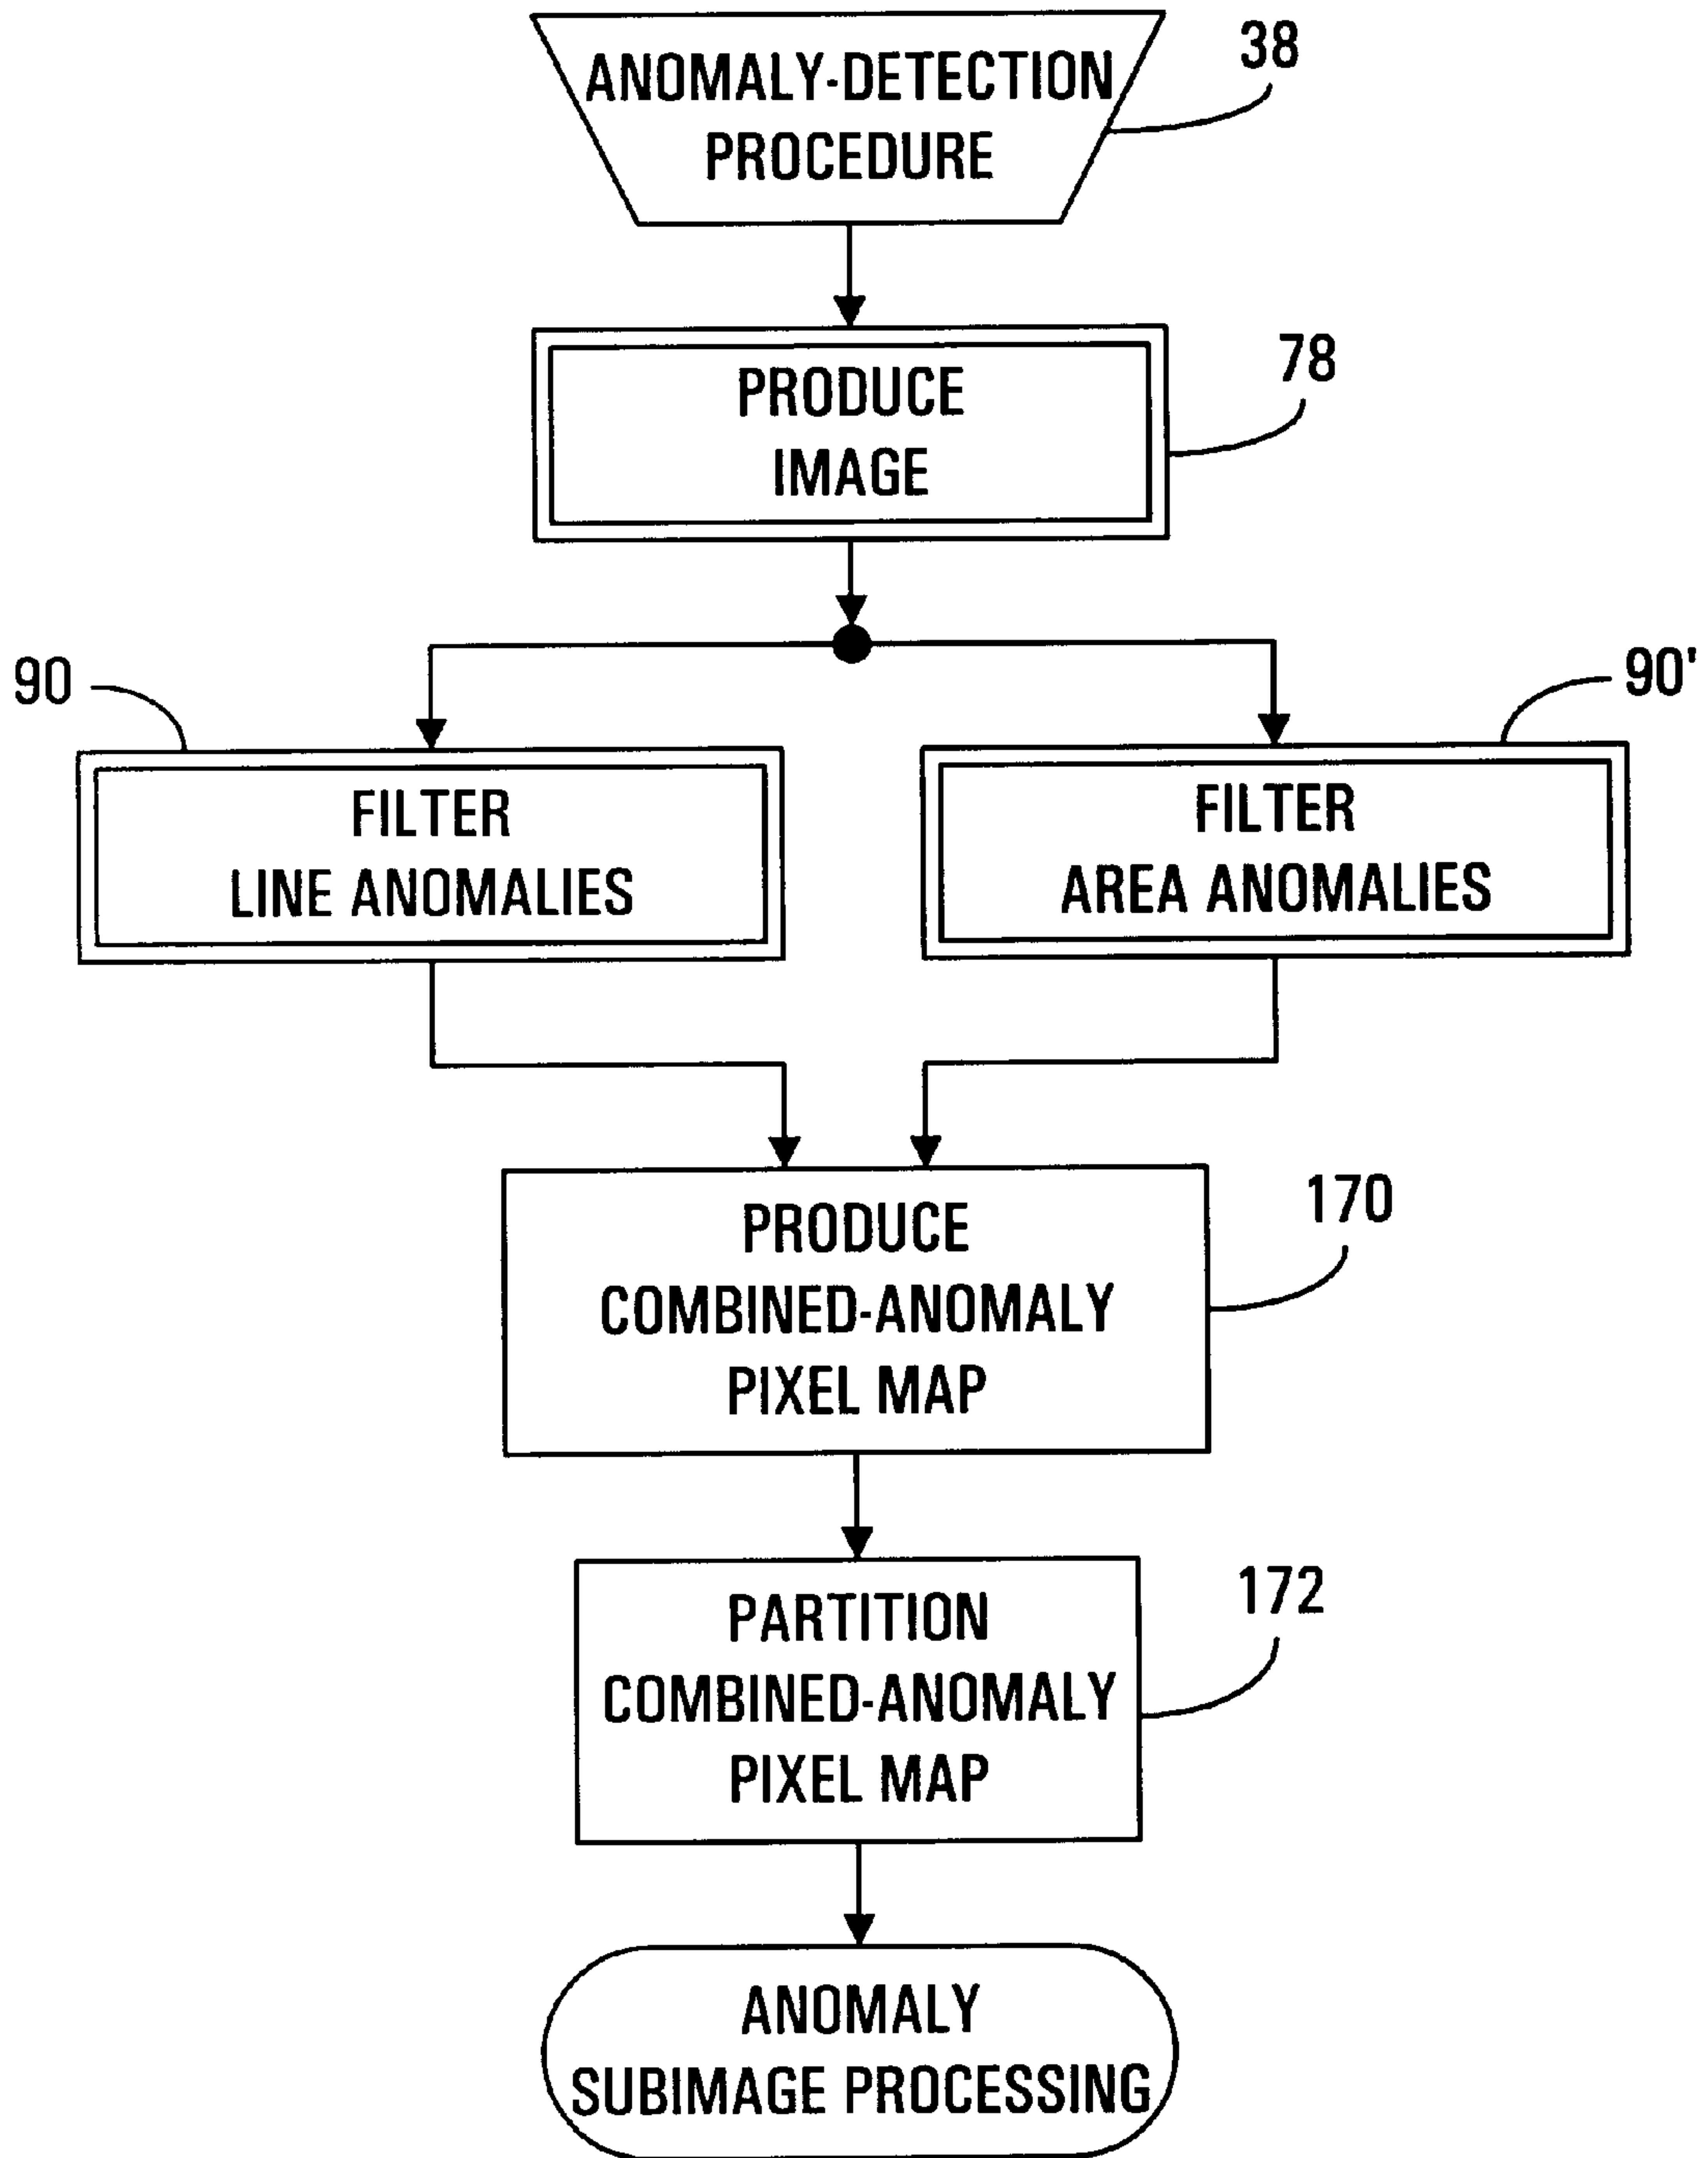 ANOMALY-DETECTION
PROCEDURE
38
PRODUCE
IMAGE
78
90
90'
FILTER
LINE ANOMALIES
FILTER
AREA ANOMALIES
PRODUCE
COMBINED-ANOMALY
PIXEL MAP
170
PARTITION
COMBINED-ANOMALY
PIXEL MAP
172
ANOMALY
SUBIMAGE PROCESSING